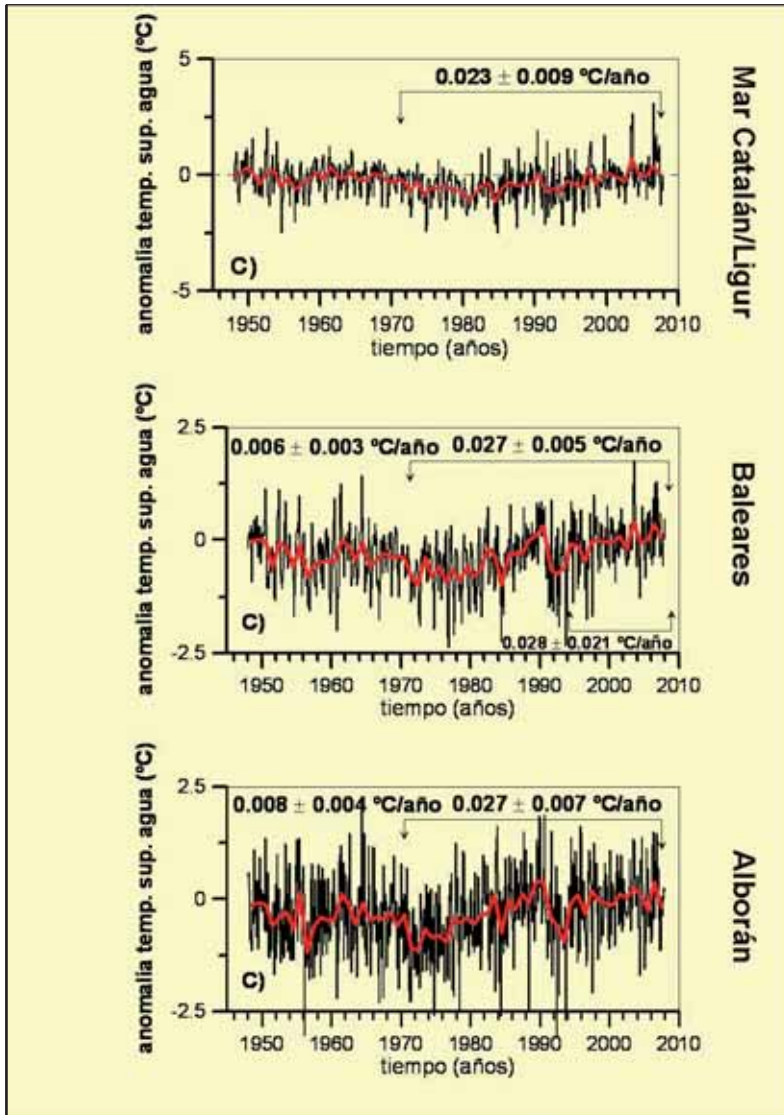 anomalia temp. sup. agua (ºC)
Mar Catalán/Ligur
0.023 ± 0.009 ºC/año
5
0
-5
C)
1950 1960 1970 1980 1990 2000 2010
tiempo (años)
anomalia temp. sup. agua (ºC)
Baleares
0.006 ± 0.003 ºC/año 0.027 ± 0.005 ºC/año
2.5
0
-2.5
C)
0.028 ± 0.021 ºC/año
1950 1960 1970 1980 1990 2000 2010
tiempo (años)
anomalia temp. sup. agua (ºC)
Alborán
0.008 ± 0.004 ºC/año 0.027 ± 0.007 ºC/año
2.5
0
-2.5
C)
1950 1960 1970 1980 1990 2000 2010
tiempo (años)